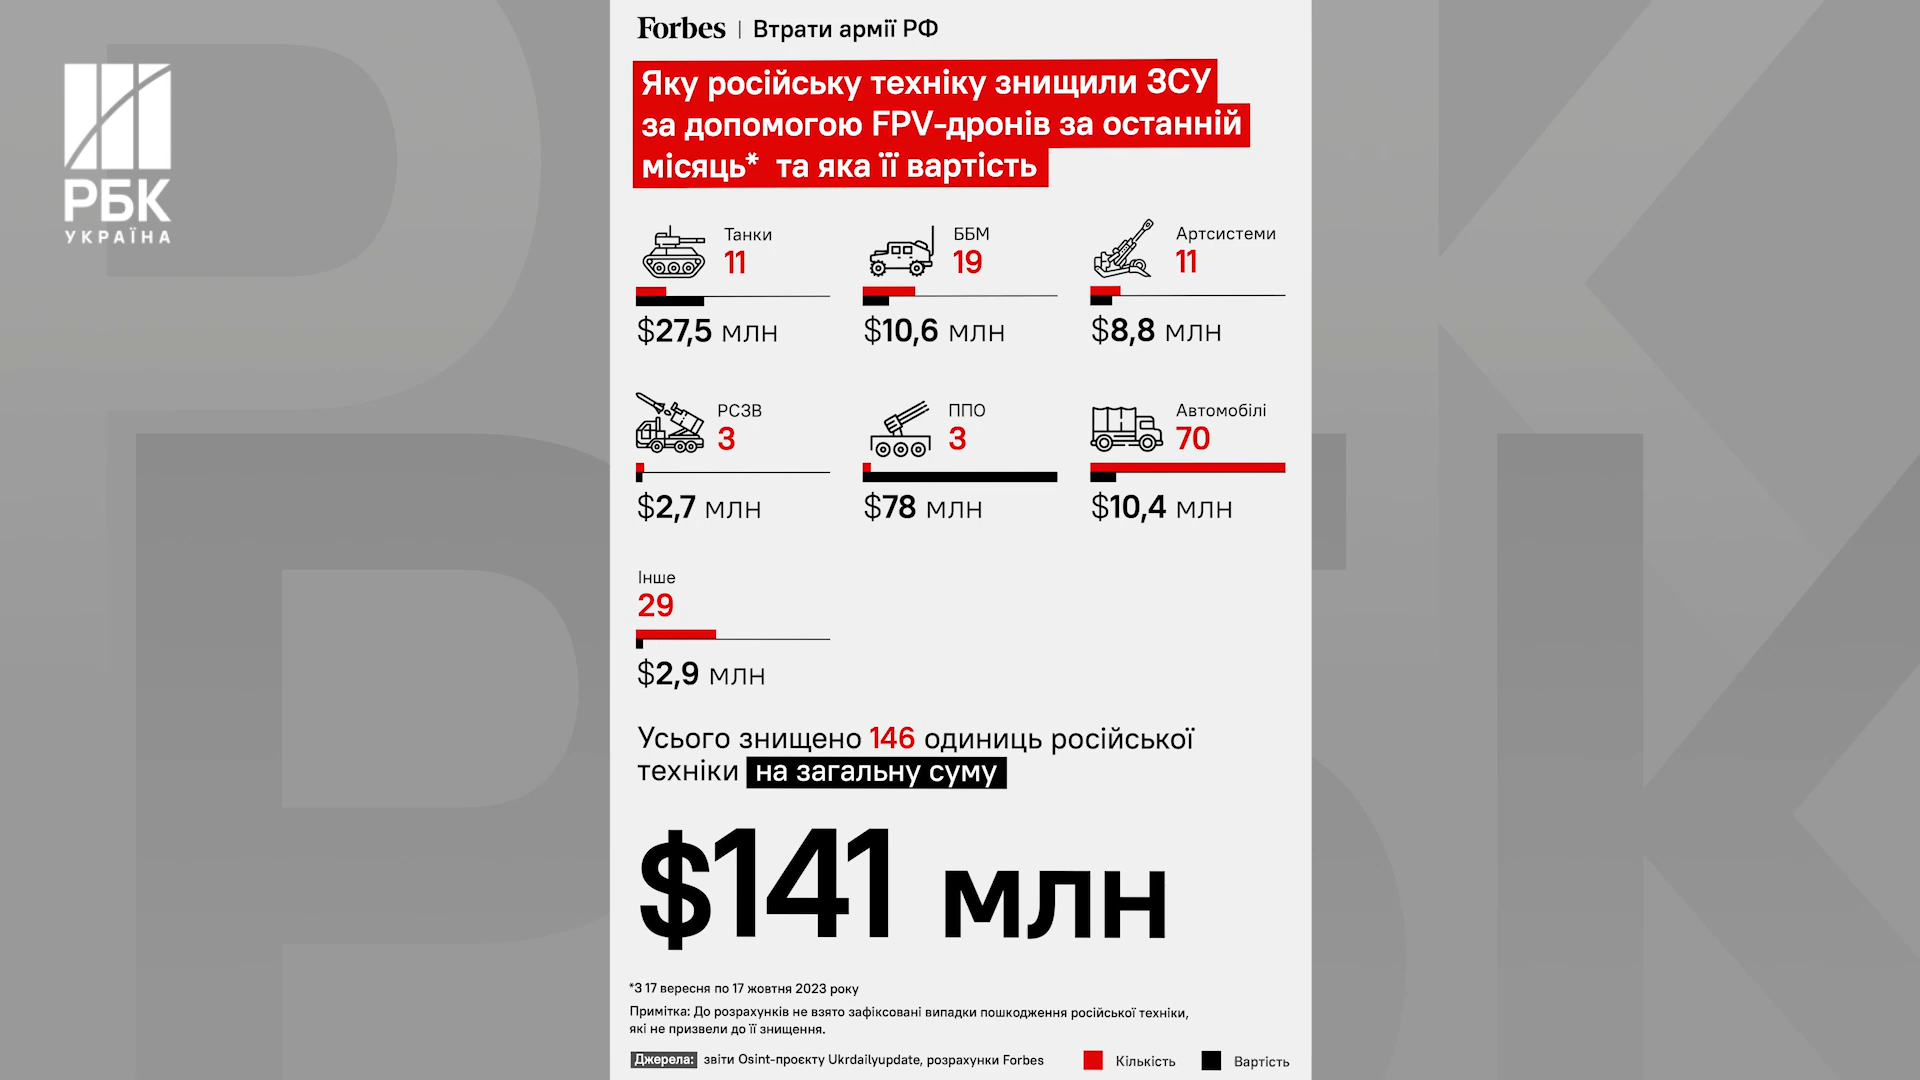 РБК
УКРАЇНА
Forbes | Втрати армії РФ
Яку російську техніку знищили ЗСУ
за допомогою FPV-дронів за останній
місяць* та яка її вартість
Танки
11
$27,5 млн
ББМ
19
$10,6 млн
Артсистеми
11
$8,8 млн
РСЗВ
3
$2,7 млн
ППО
3
$78 млн
Автомобілі
70
$10,4 млн
Інше
29
$2,9 млн
Усього знищено 146 одиниць російської
техніки на загальну суму
$141 млн
*З 17 вересня по 17 жовтня 2023 року
Примітка: До розрахунків не взято зафіксовані випадки пошкодження російської техніки,
які не призвели до її знищення.
Джерела: звіти Osint-проєкту Ukrdailyupdate, розрахунки Forbes
Кількість
Вартість